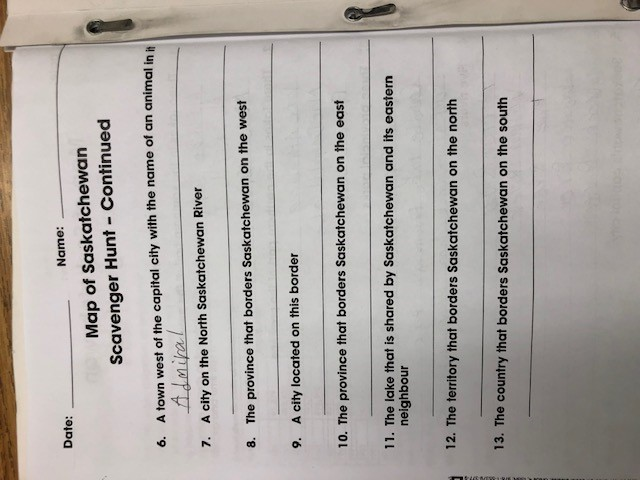 Date: Name:
Map of Saskatchewan
Scavenger Hunt – Continued
6. A town west of the capital city with the name of an animal in it
Admiral
7. A city on the North Saskatchewan River
8. The province that borders Saskatchewan on the west
9. A city located on this border
10. The province that borders Saskatchewan on the east
11. The lake that is shared by Saskatchewan and its eastern
neighbour
12. The territory that borders Saskatchewan on the north
13. The country that borders Saskatchewan on the south